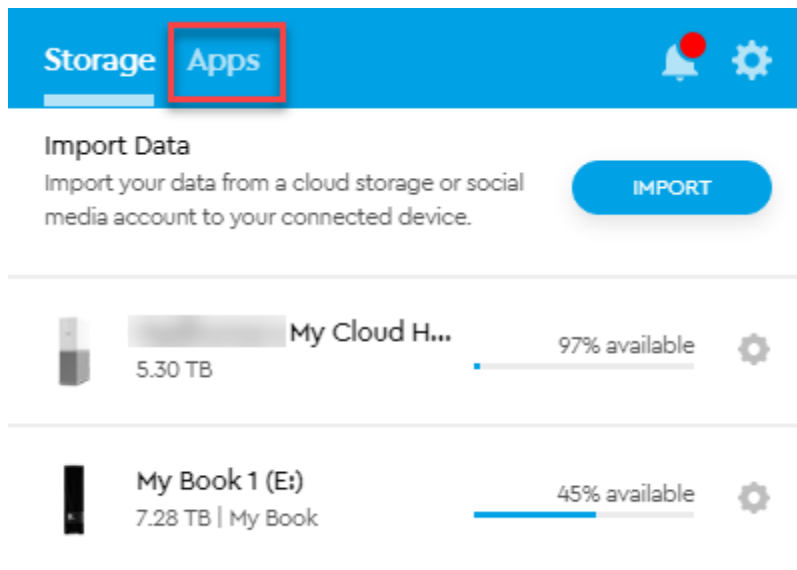 Storage Apps
Import Data
Import your data from a cloud storage or social
media account to your connected device.
IMPORT
My Cloud H...
5.30 TB
97% available
My Book 1 (E:)
7.28 TB | My Book
45% available